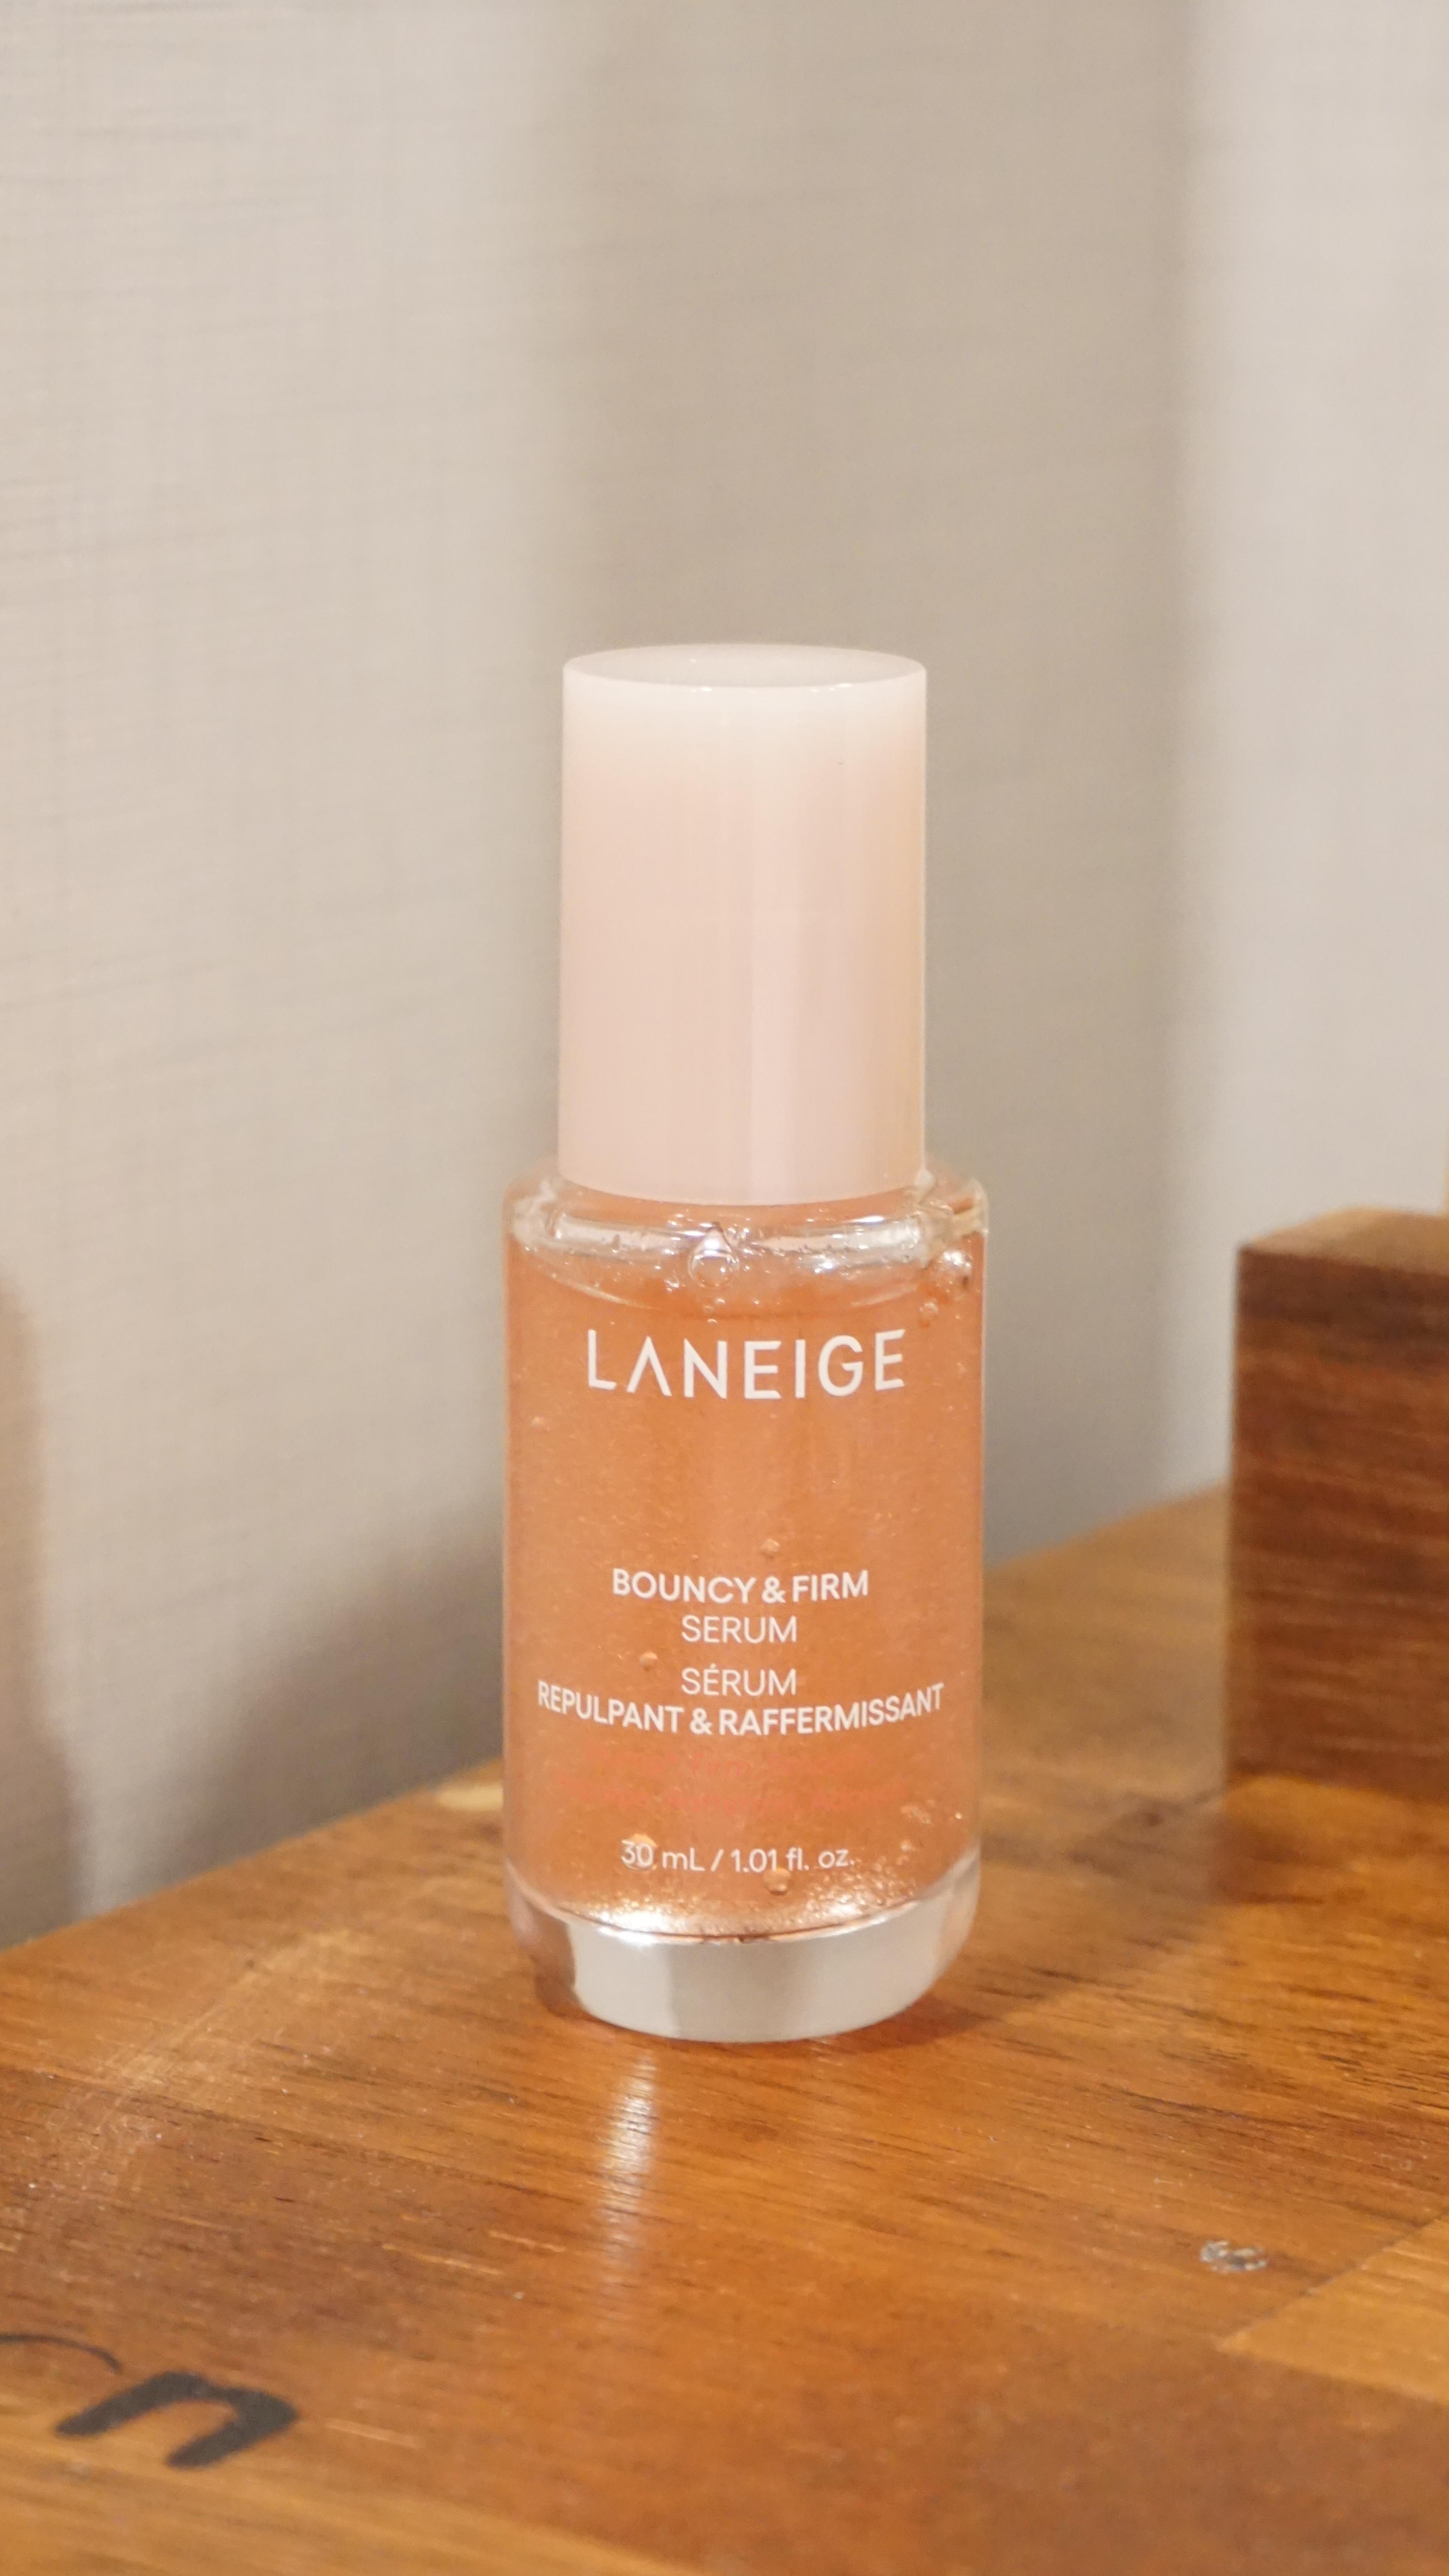 LANEIGE
BOUNCY & FIRM
SERUM
SÉRUM
REPULPANT & RAFFERMISSANT
30 mL / 1.01 fl. oz.
n